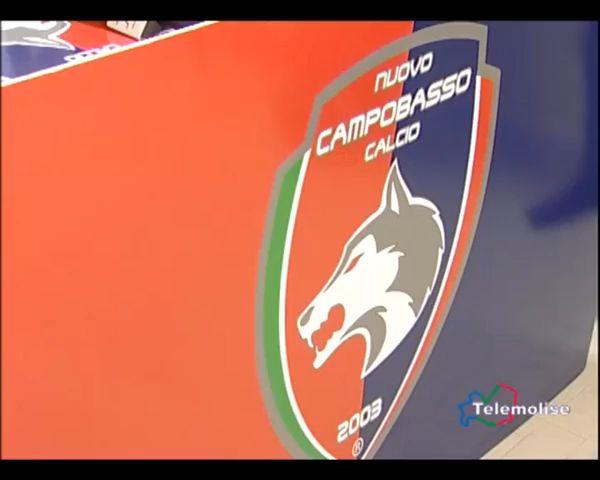 NUOVO
CAMPOBASSO
CALCIO
2003
®
Telemolise